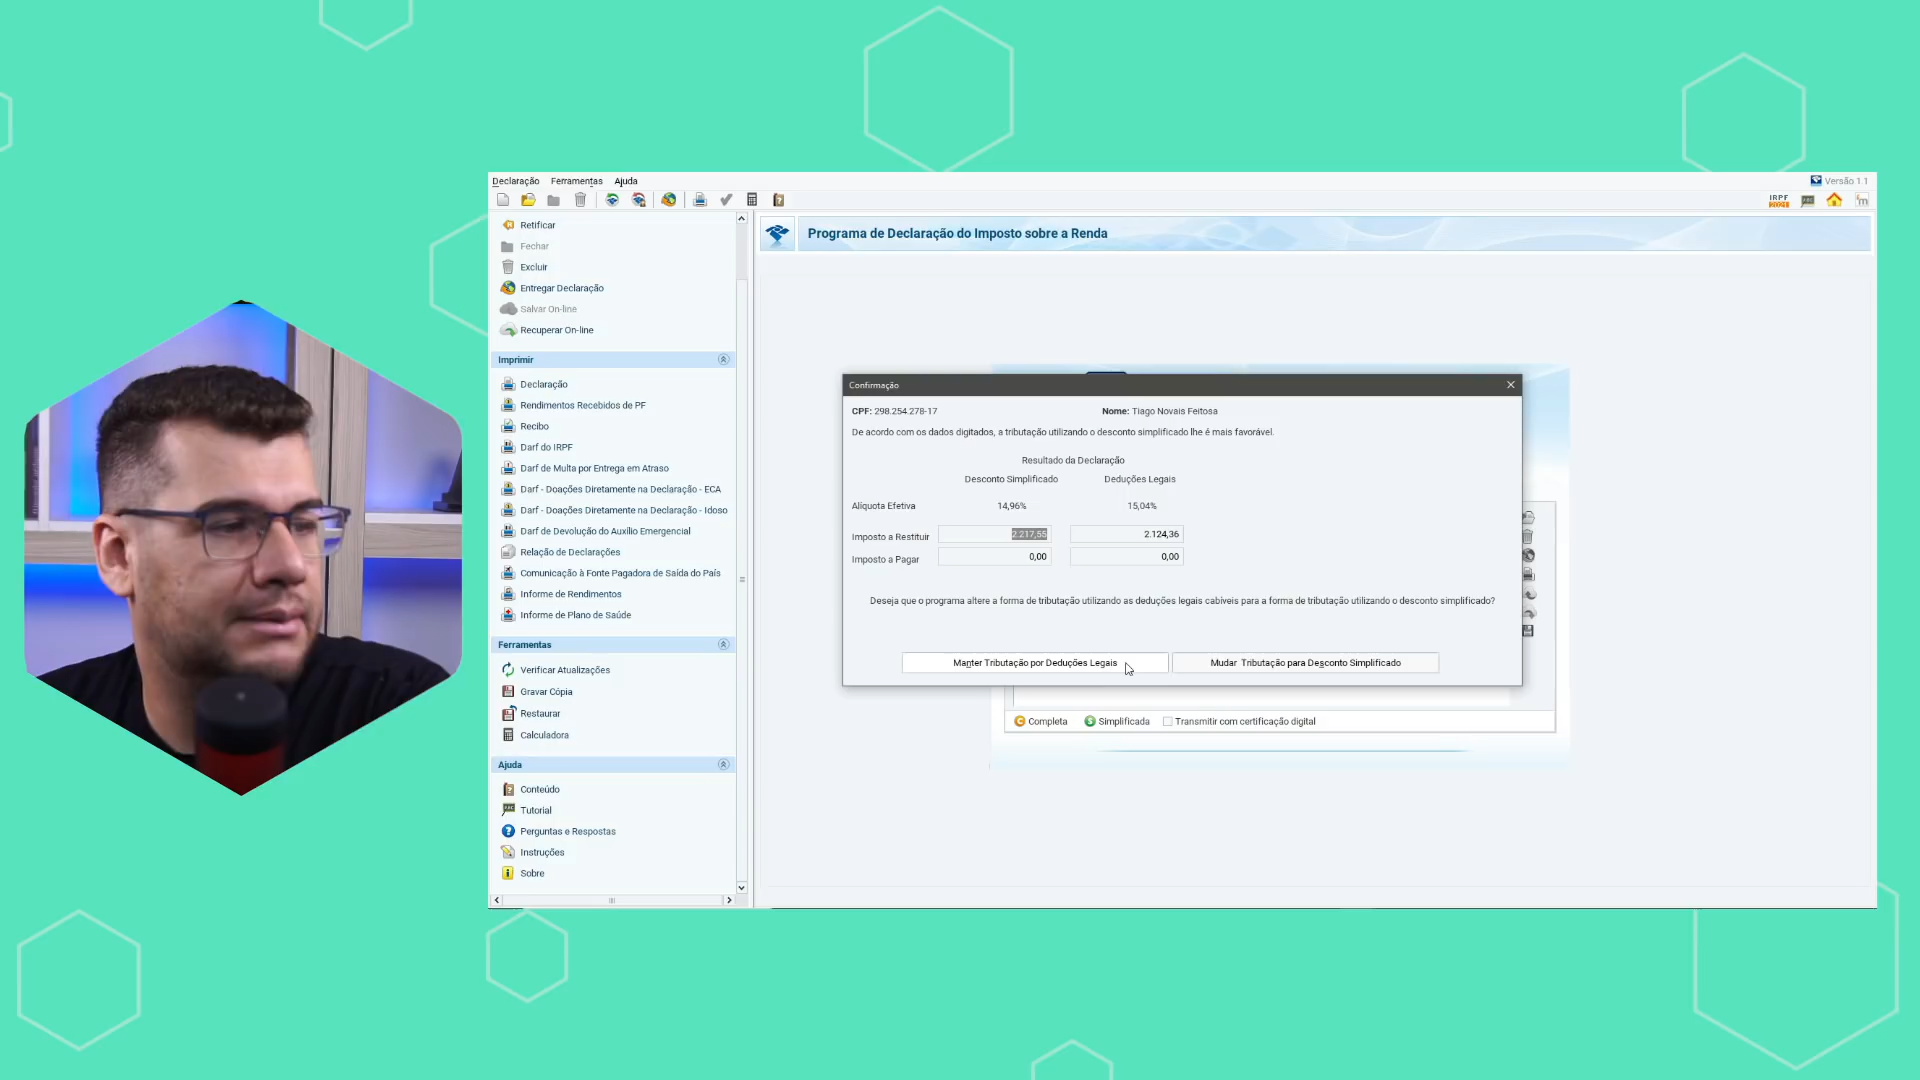 Declaração Ferramentas Ajuda
Versão 1.1
IRPF
Retificar
Fechar
Excluir
Entregar Declaração
Salvar On-line
Recuperar On-line
Imprimir
Declaração
Rendimentos Recebidos de PF
Recibo
Darf do IRPF
Darf de Multa por Entrega em Atraso
Darf - Doações Diretamente na Declaração - ECA
Darf - Doações Diretamente na Declaração - Idoso
Darf de Devolução do Auxílio Emergencial
Relação de Declarações
Comunicação à Fonte Pagadora de Saída do País
Informe de Rendimentos
Informe de Plano de Saúde
Ferramentas
Verificar Atualizações
Gravar Cópia
Restaurar
Calculadora
Ajuda
Conteúdo
Tutorial
Perguntas e Respostas
Instruções
Sobre
Programa de Declaração do Imposto sobre a Renda
Confirmação
CPF: 298.254.278-17 Nome: Tiago Novais Feitosa
De acordo com os dados digitados, a tributação utilizando o desconto simplificado lhe é mais favorável.
Resultado da Declaração
Desconto Simplificado Deduções Legais
Alíquota Efetiva 14,96% 15,04%
Imposto a Restituir 2.217,55 2.124,36
Imposto a Pagar 0,00 0,00
Deseja que o programa altere a forma de tributação utilizando as deduções legais cabíveis para a forma de tributação utilizando o desconto simplificado?
Manter Tributação por Deduções Legais Mudar Tributação para Desconto Simplificado
Completa Simplificada Transmitir com certificação digital